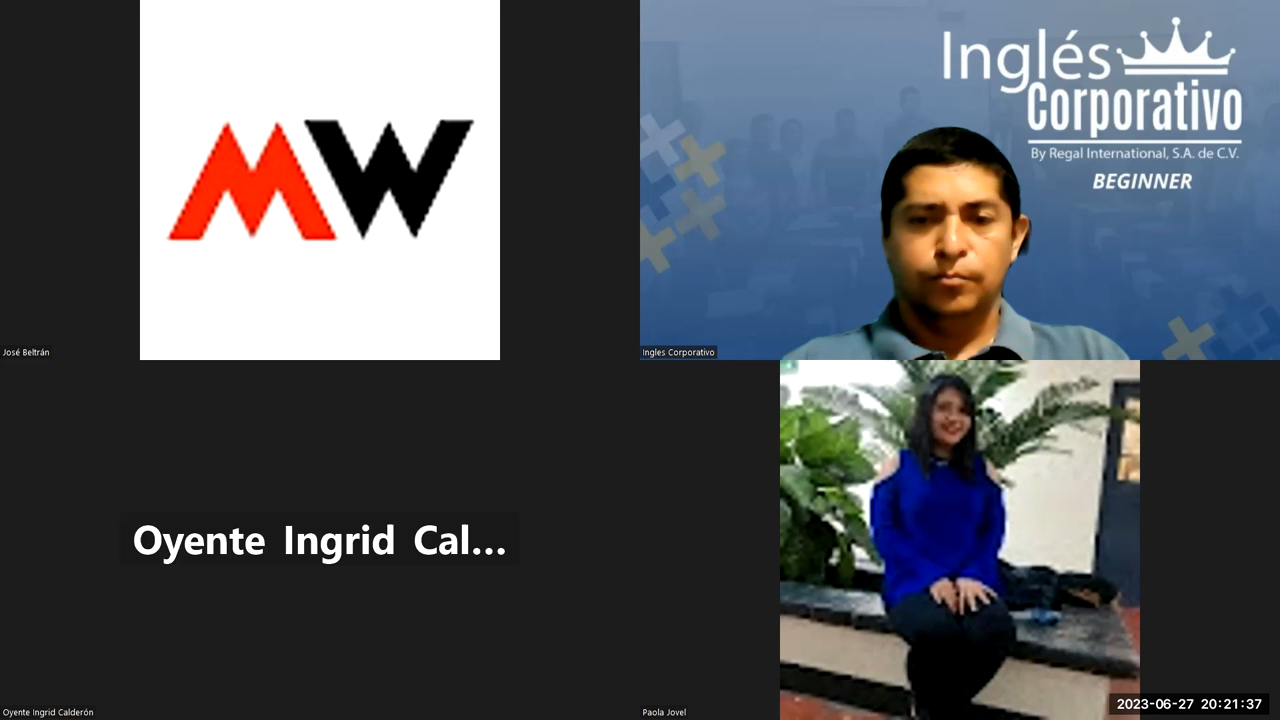 MW
José Beltrán
Inglés
Corporativo
By Regal International, S.A. de C.V.
BEGINNER
Ingles Corporativo
Oyente Ingrid Cal...
Oyente Ingrid Calderón
Paola Jovel
2023-06-27 20:21:37